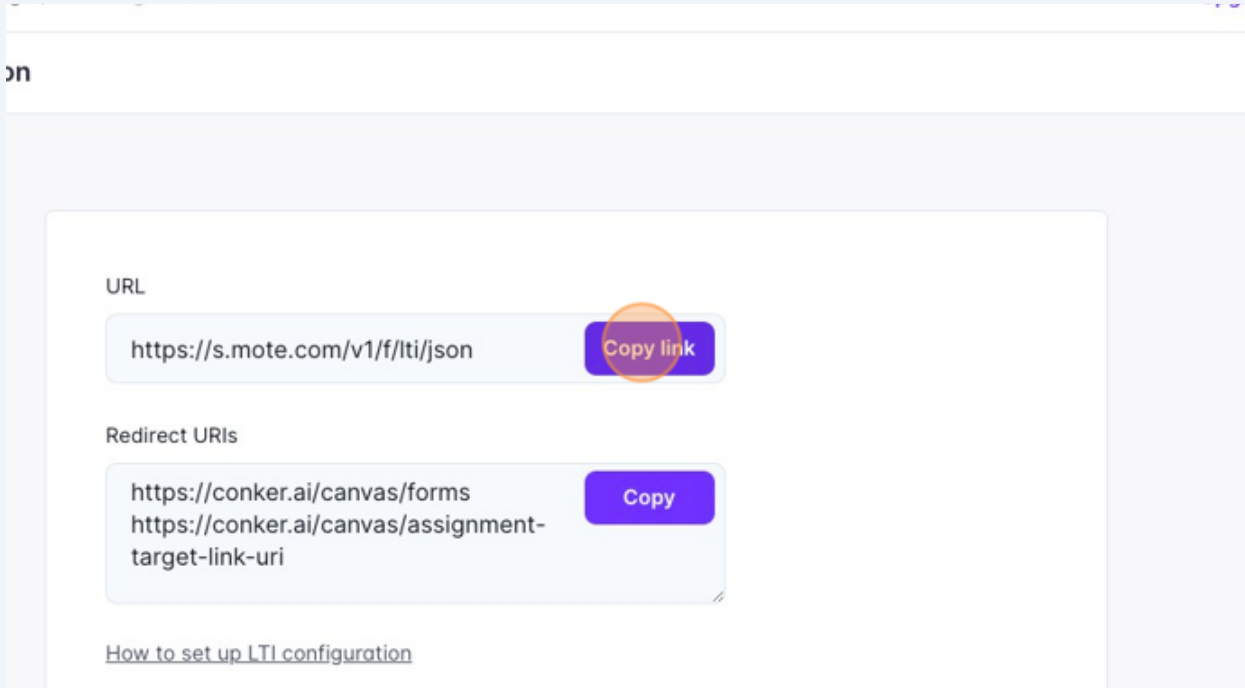 on
URL
https://s.mote.com/v1/f/lti/json
Copy link
Redirect URIs
https://conker.ai/canvas/forms
Copy
https://conker.ai/canvas/assignment-
target-link-uri
How to set up LTI configuration